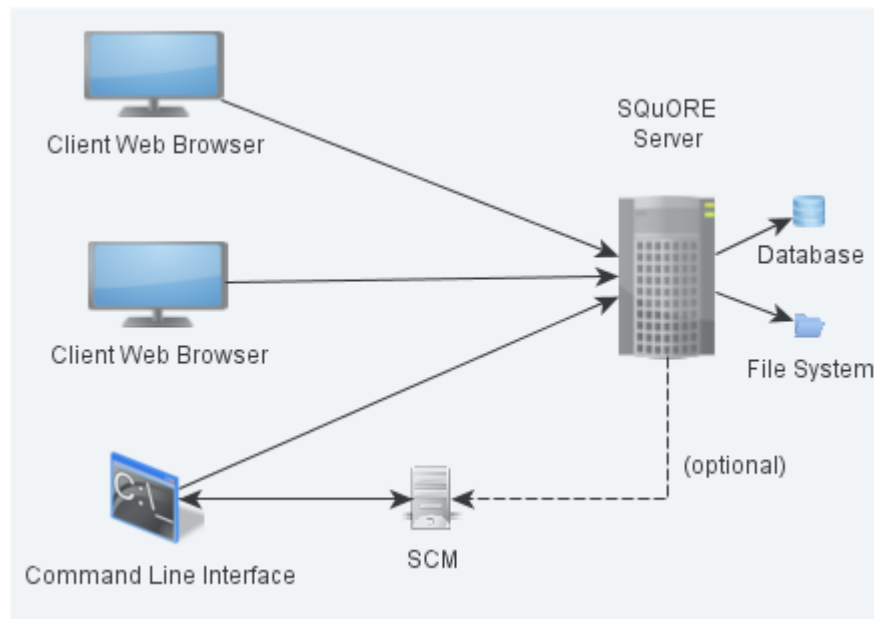 SQuORE
Server
Client Web Browser
Database
Client Web Browser
File System
(optional)
C:\_
SCM
Command Line Interface